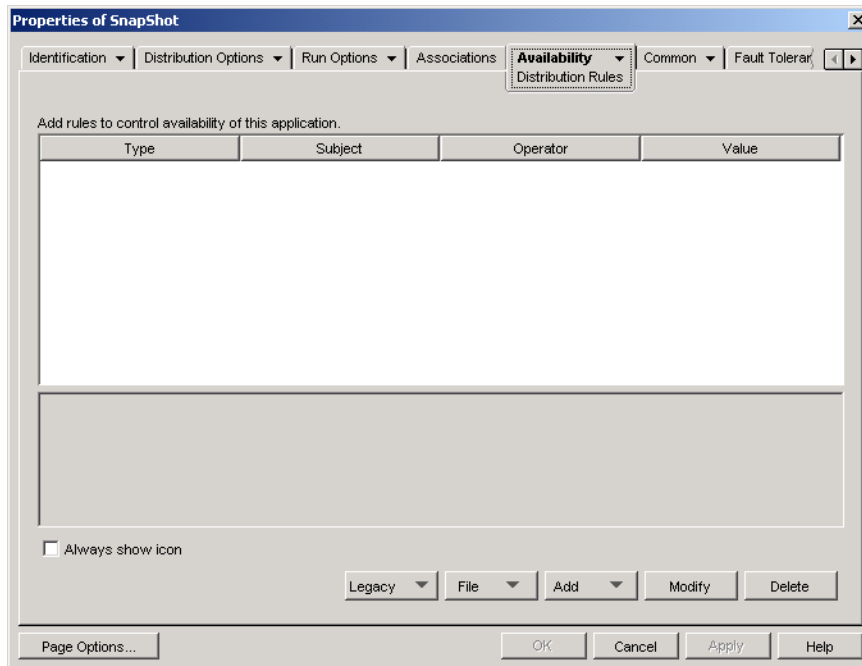 Properties of SnapShot
Identification
Distribution Options
Run Options
Associations
Availability
Common
Distribution Rules
Add rules to control availability of this application.
Type Subject Operator Value
Always show icon
Legacy File Add Modify Delete
Page Options... OK Cancel Apply Help